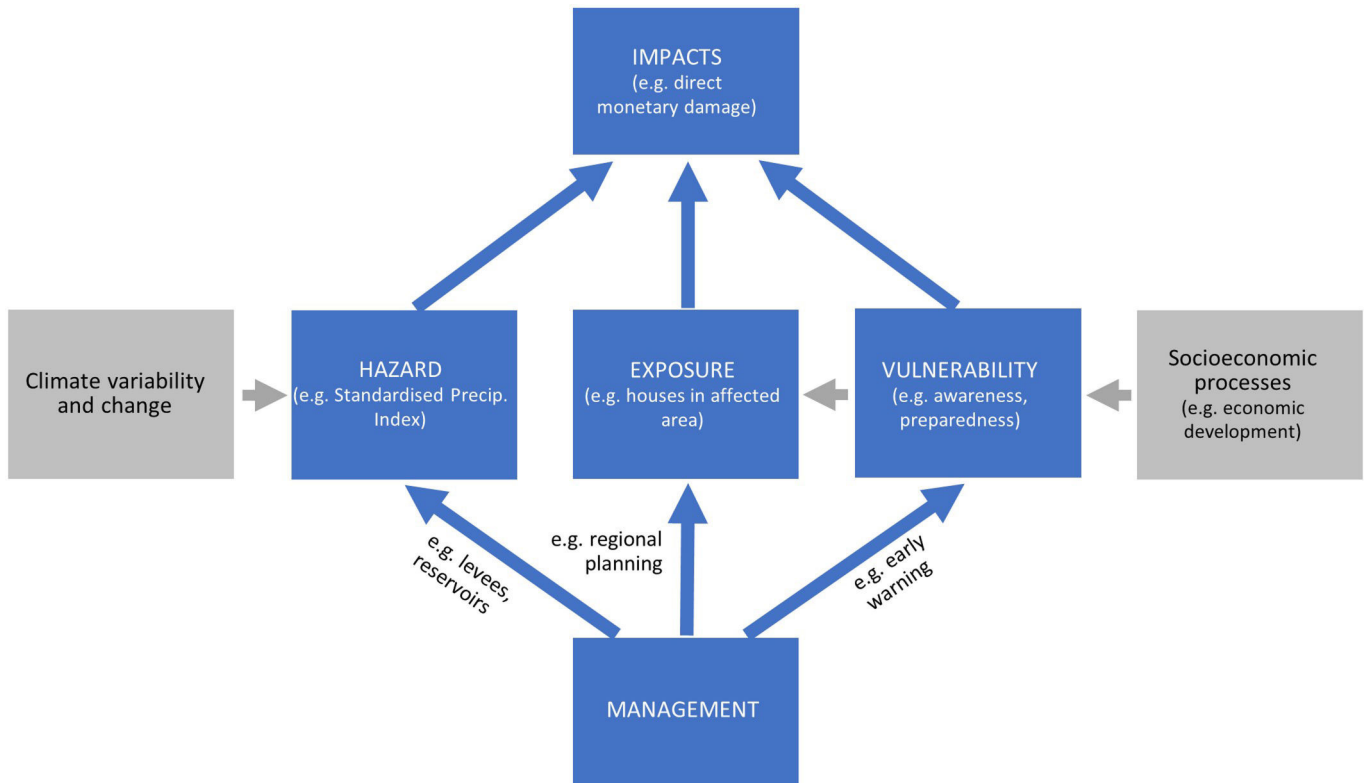 IMPACTS
(e.g. direct
monetary damage)
Climate variability
and change
HAZARD
(e.g. Standardised Precip.
Index)
EXPOSURE
(e.g. houses in affected
area)
VULNERABILITY
(e.g. awareness,
preparedness)
Socioeconomic
processes
(e.g. economic
development)
e.g. levees,
reservoirs
e.g. regional
planning
e.g. early
warning
MANAGEMENT